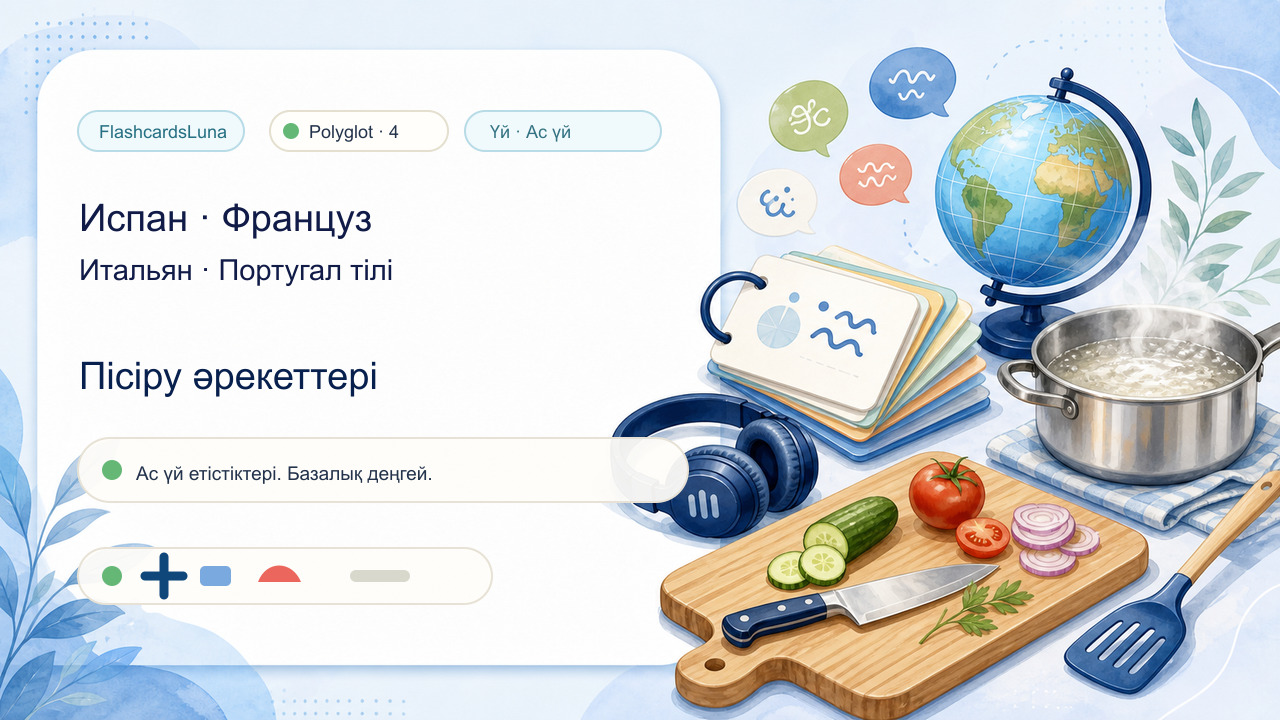 FlashcardsLuna
Polyglot · 4
Үй · Ас үй
Испан · Француз
Итальян · Португал тілі
Пісіру әрекеттері
Ас үй етістіктері. Базалық деңгей.